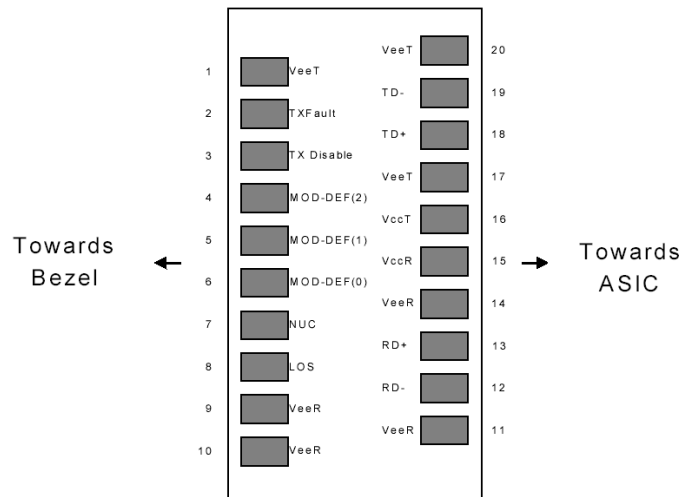 VeeT 20
1 VeeT
TD- 19
2 TXFault
TD+ 18
3 TX Disable
VeeT 17
4 MOD-DEF(2)
VccT 16
5 MOD-DEF(1)
Towards
Bezel
VccR 15
Towards
ASIC
6 MOD-DEF(0)
VeeR 14
7 NUC
RD+ 13
8 LOS
RD- 12
9 VeeR
VeeR 11
10 VeeR